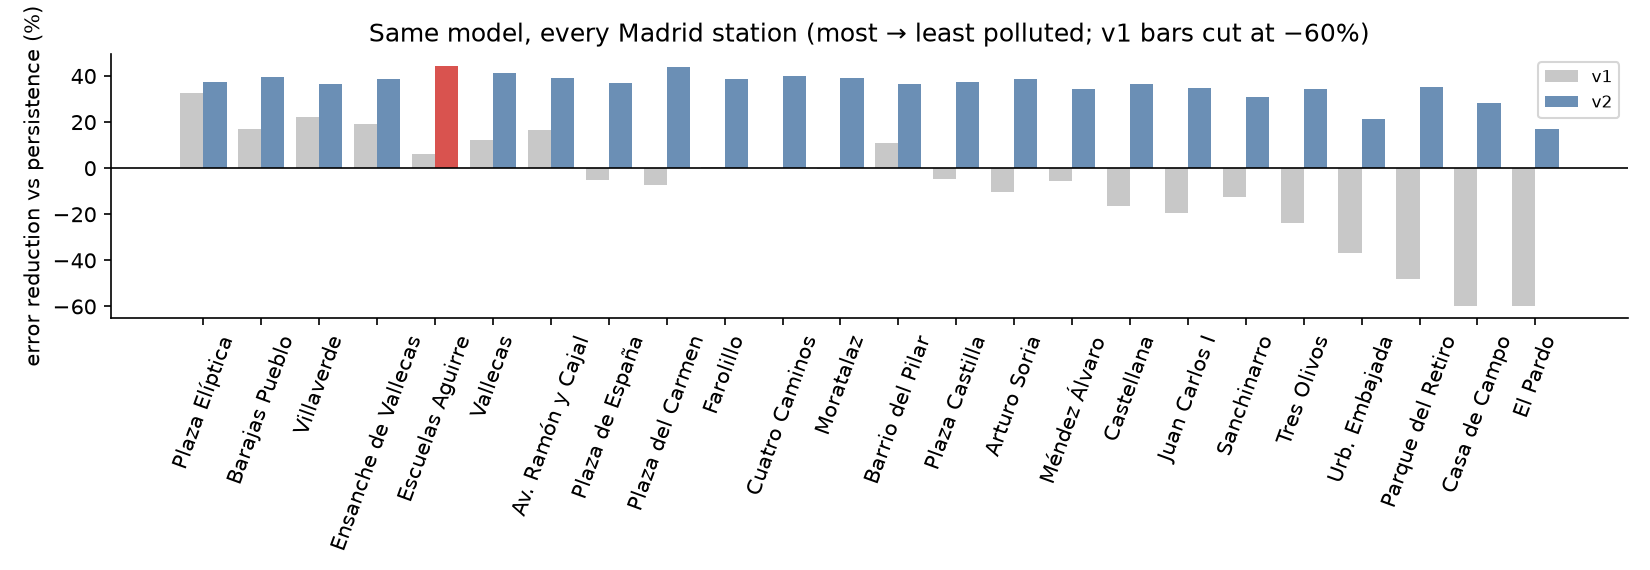 Same model, every Madrid station (most → least polluted; v1 bars cut at −60%)
error reduction vs persistence (%)
40
20
0
−20
−40
−60
v1
v2
Plaza Elíptica
Barajas Pueblo
Villaverde
Ensanche de Vallecas
Escuelas Aguirre
Vallecas
Av. Ramón y Cajal
Plaza de España
Plaza del Carmen
Farolillo
Cuatro Caminos
Moratalaz
Barrio del Pilar
Plaza Castilla
Arturo Soria
Méndez Álvaro
Castellana
Juan Carlos I
Sanchinarro
Tres Olivos
Urb. Embajada
Parque del Retiro
Casa de Campo
El Pardo